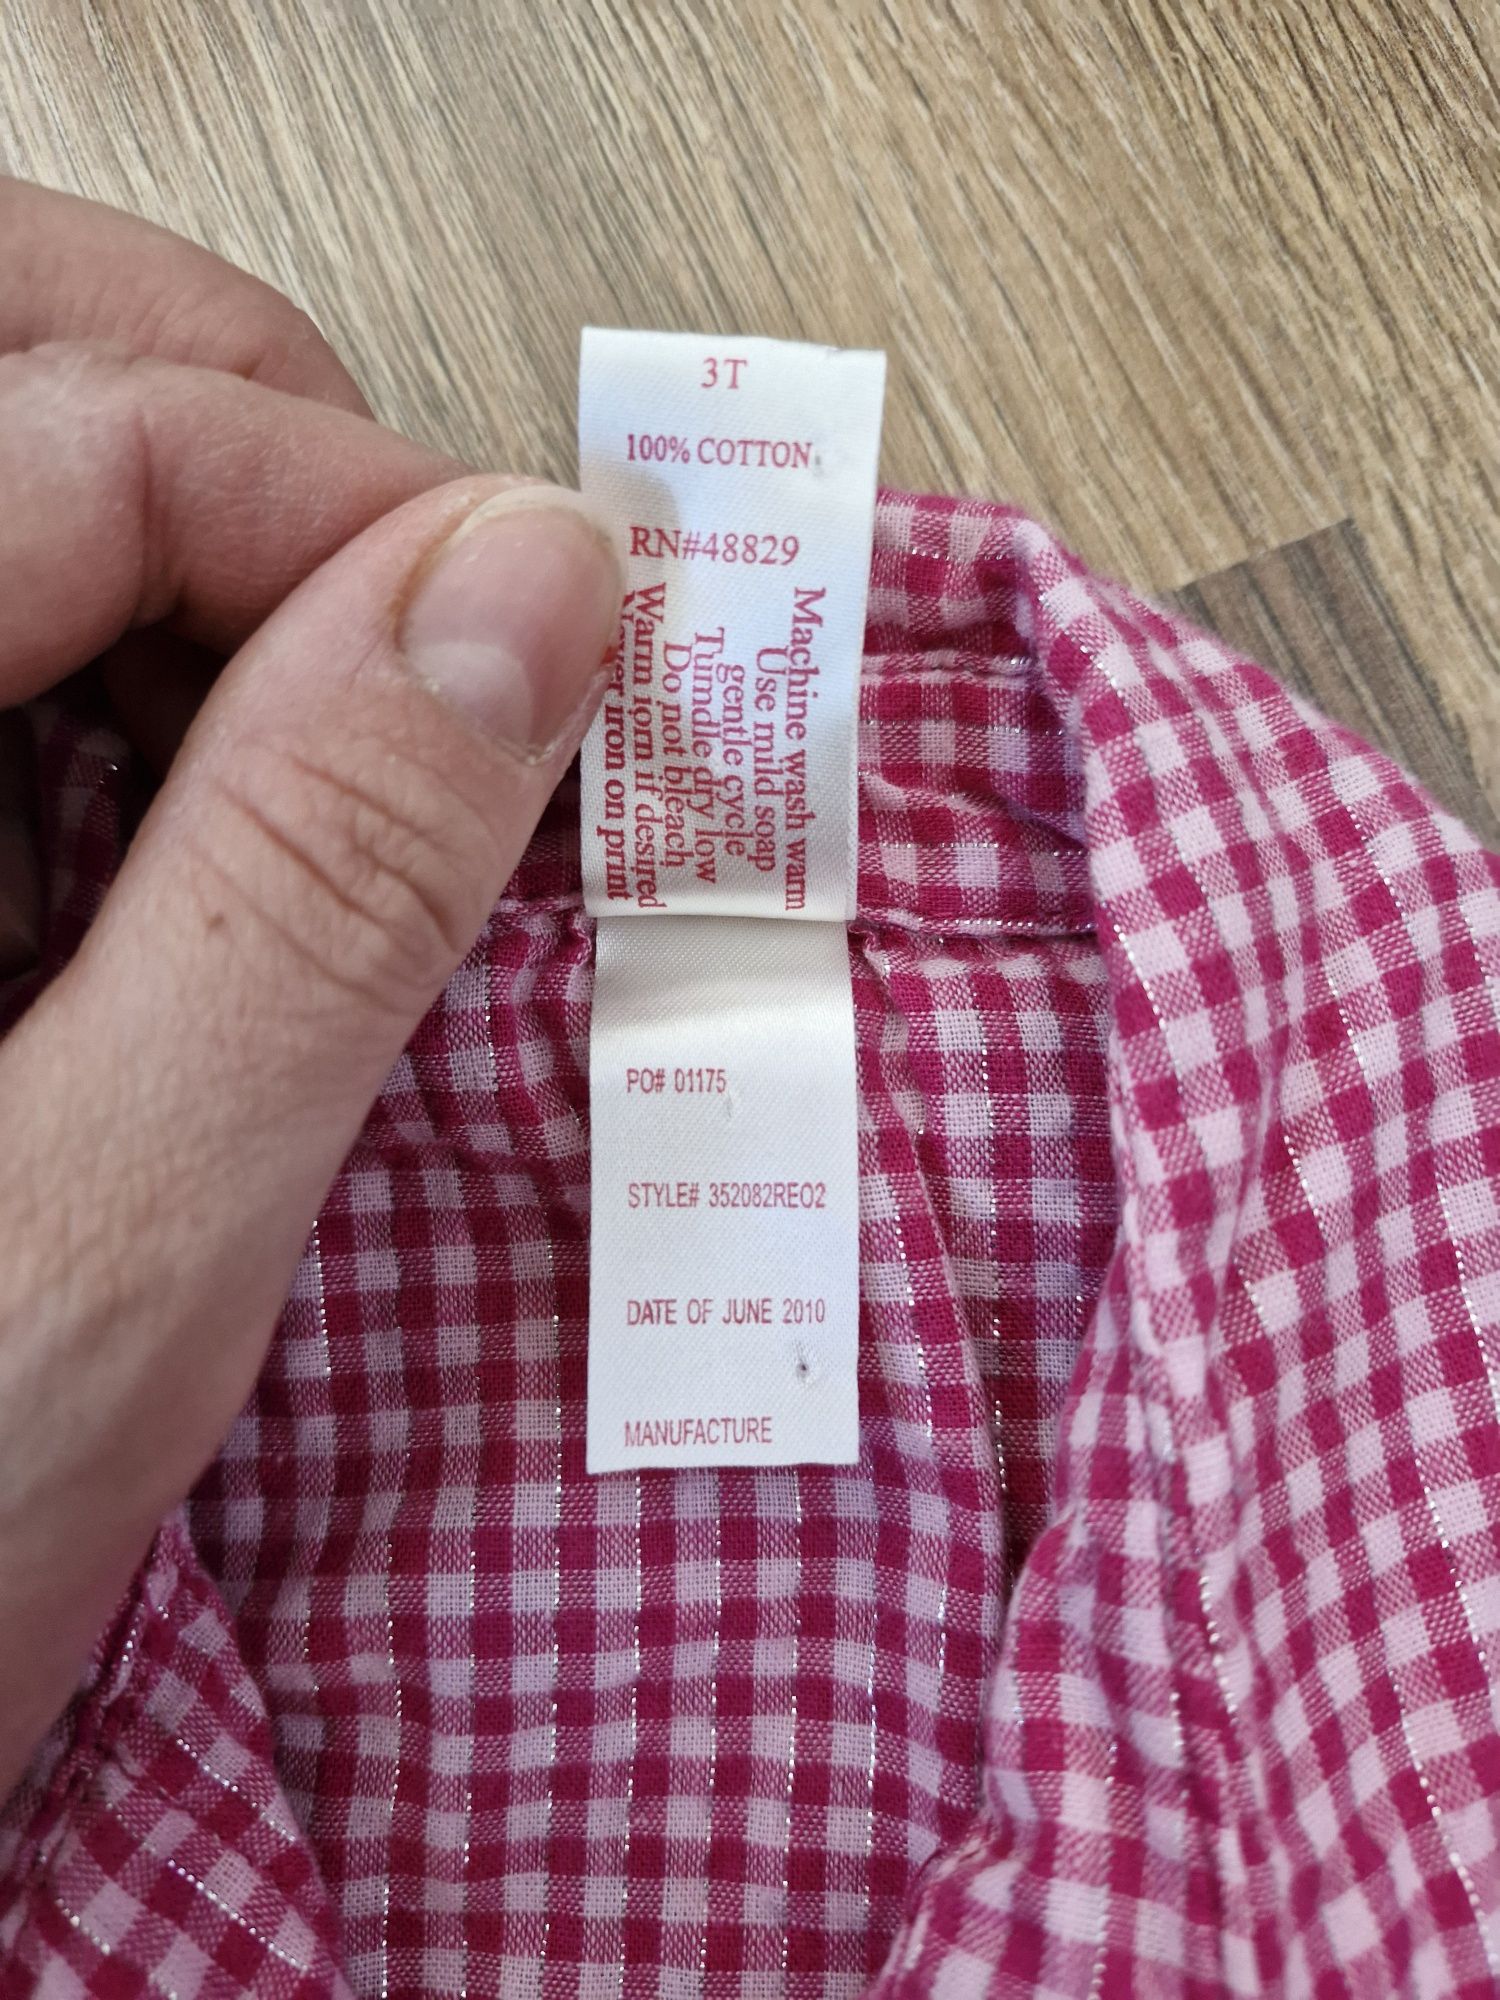 3T
100% COTTON
RN#48829
Machine wash warm
Use mild soap
gentle cycle
Tumdle dry low
Do not bleach
Warm iorn if desired
iron on print
PO# 01175
STYLE# 352082REO2
DATE OF JUNE 2010
MANUFACTURE